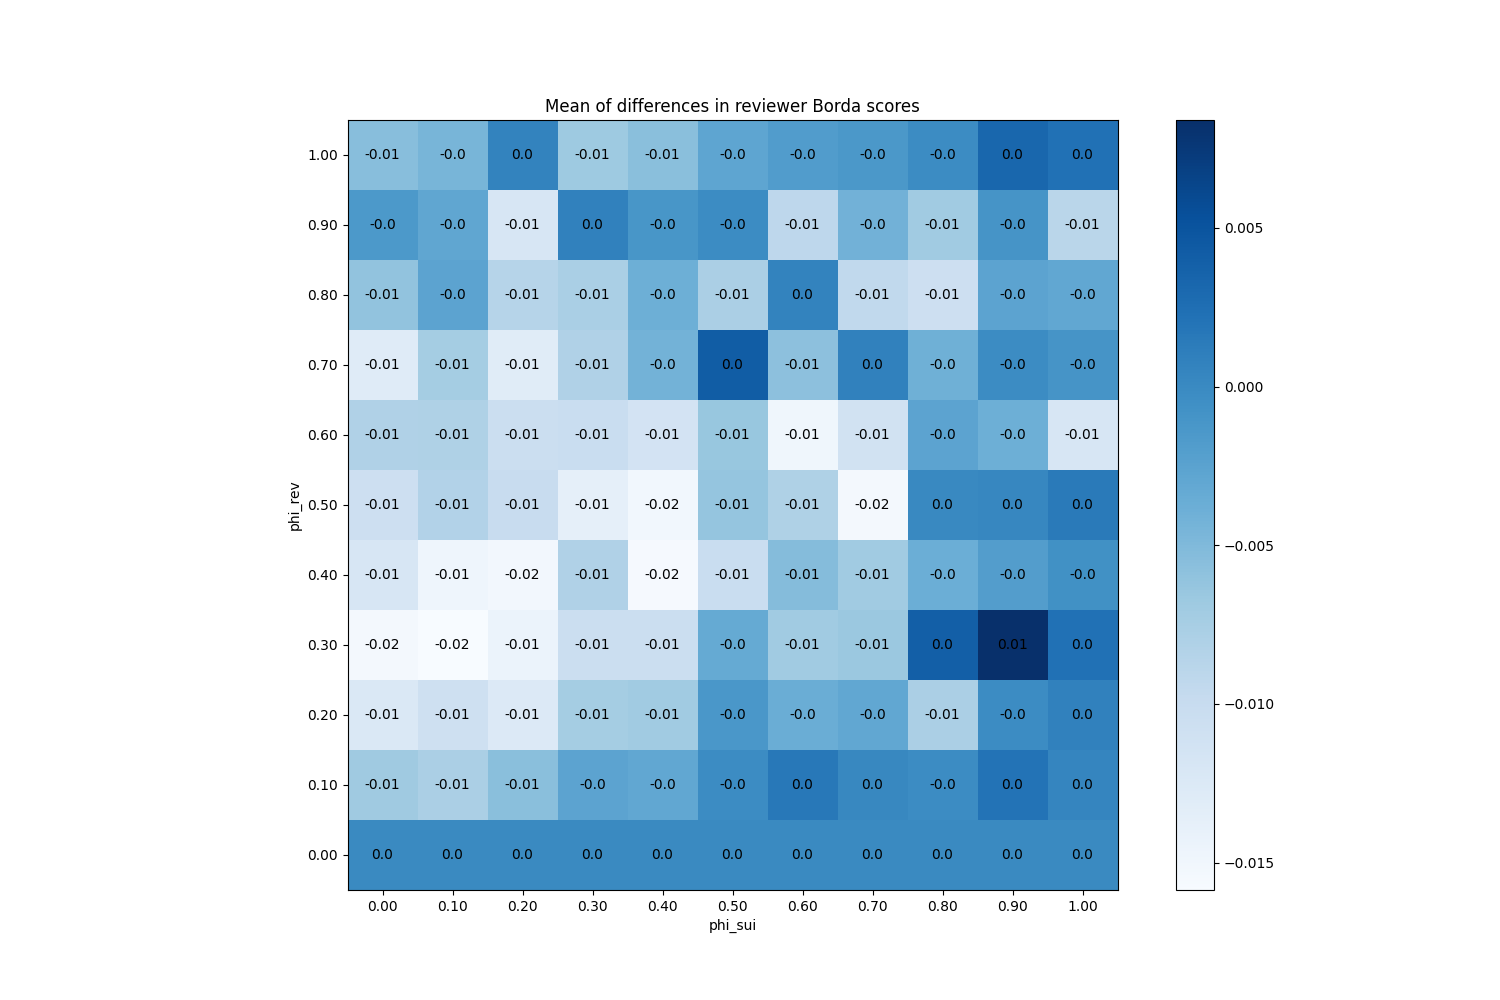 Mean of differences in reviewer Borda scores
1.00 -0.01 -0.0 0.0 -0.01 -0.01 -0.0 -0.0 -0.0 -0.0 0.0 0.0
0.90 -0.0 -0.0 -0.01 0.0 -0.0 -0.0 -0.01 -0.0 -0.01 -0.0 -0.01
0.80 -0.01 -0.0 -0.01 -0.01 -0.0 -0.01 0.0 -0.01 -0.01 -0.0 -0.0
0.70 -0.01 -0.01 -0.01 -0.01 -0.0 0.0 -0.01 0.0 -0.0 -0.0 -0.0
0.60 -0.01 -0.01 -0.01 -0.01 -0.01 -0.01 -0.01 -0.01 -0.0 -0.0 -0.01
0.50 -0.01 -0.01 -0.01 -0.01 -0.02 -0.01 -0.01 -0.02 0.0 0.0 0.0
0.40 -0.01 -0.01 -0.02 -0.01 -0.02 -0.01 -0.01 -0.01 -0.0 -0.0 -0.0
0.30 -0.02 -0.02 -0.01 -0.01 -0.01 -0.0 -0.01 -0.01 0.0 0.01 0.0
0.20 -0.01 -0.01 -0.01 -0.01 -0.01 -0.0 -0.0 -0.0 -0.01 -0.0 0.0
0.10 -0.01 -0.01 -0.01 -0.0 -0.0 -0.0 0.0 0.0 -0.0 0.0 0.0
0.00 0.0 0.0 0.0 0.0 0.0 0.0 0.0 0.0 0.0 0.0 0.0
0.00 0.10 0.20 0.30 0.40 0.50 0.60 0.70 0.80 0.90 1.00
phi_sui
phi_rev
0.005
0.000
−0.005
−0.010
−0.015